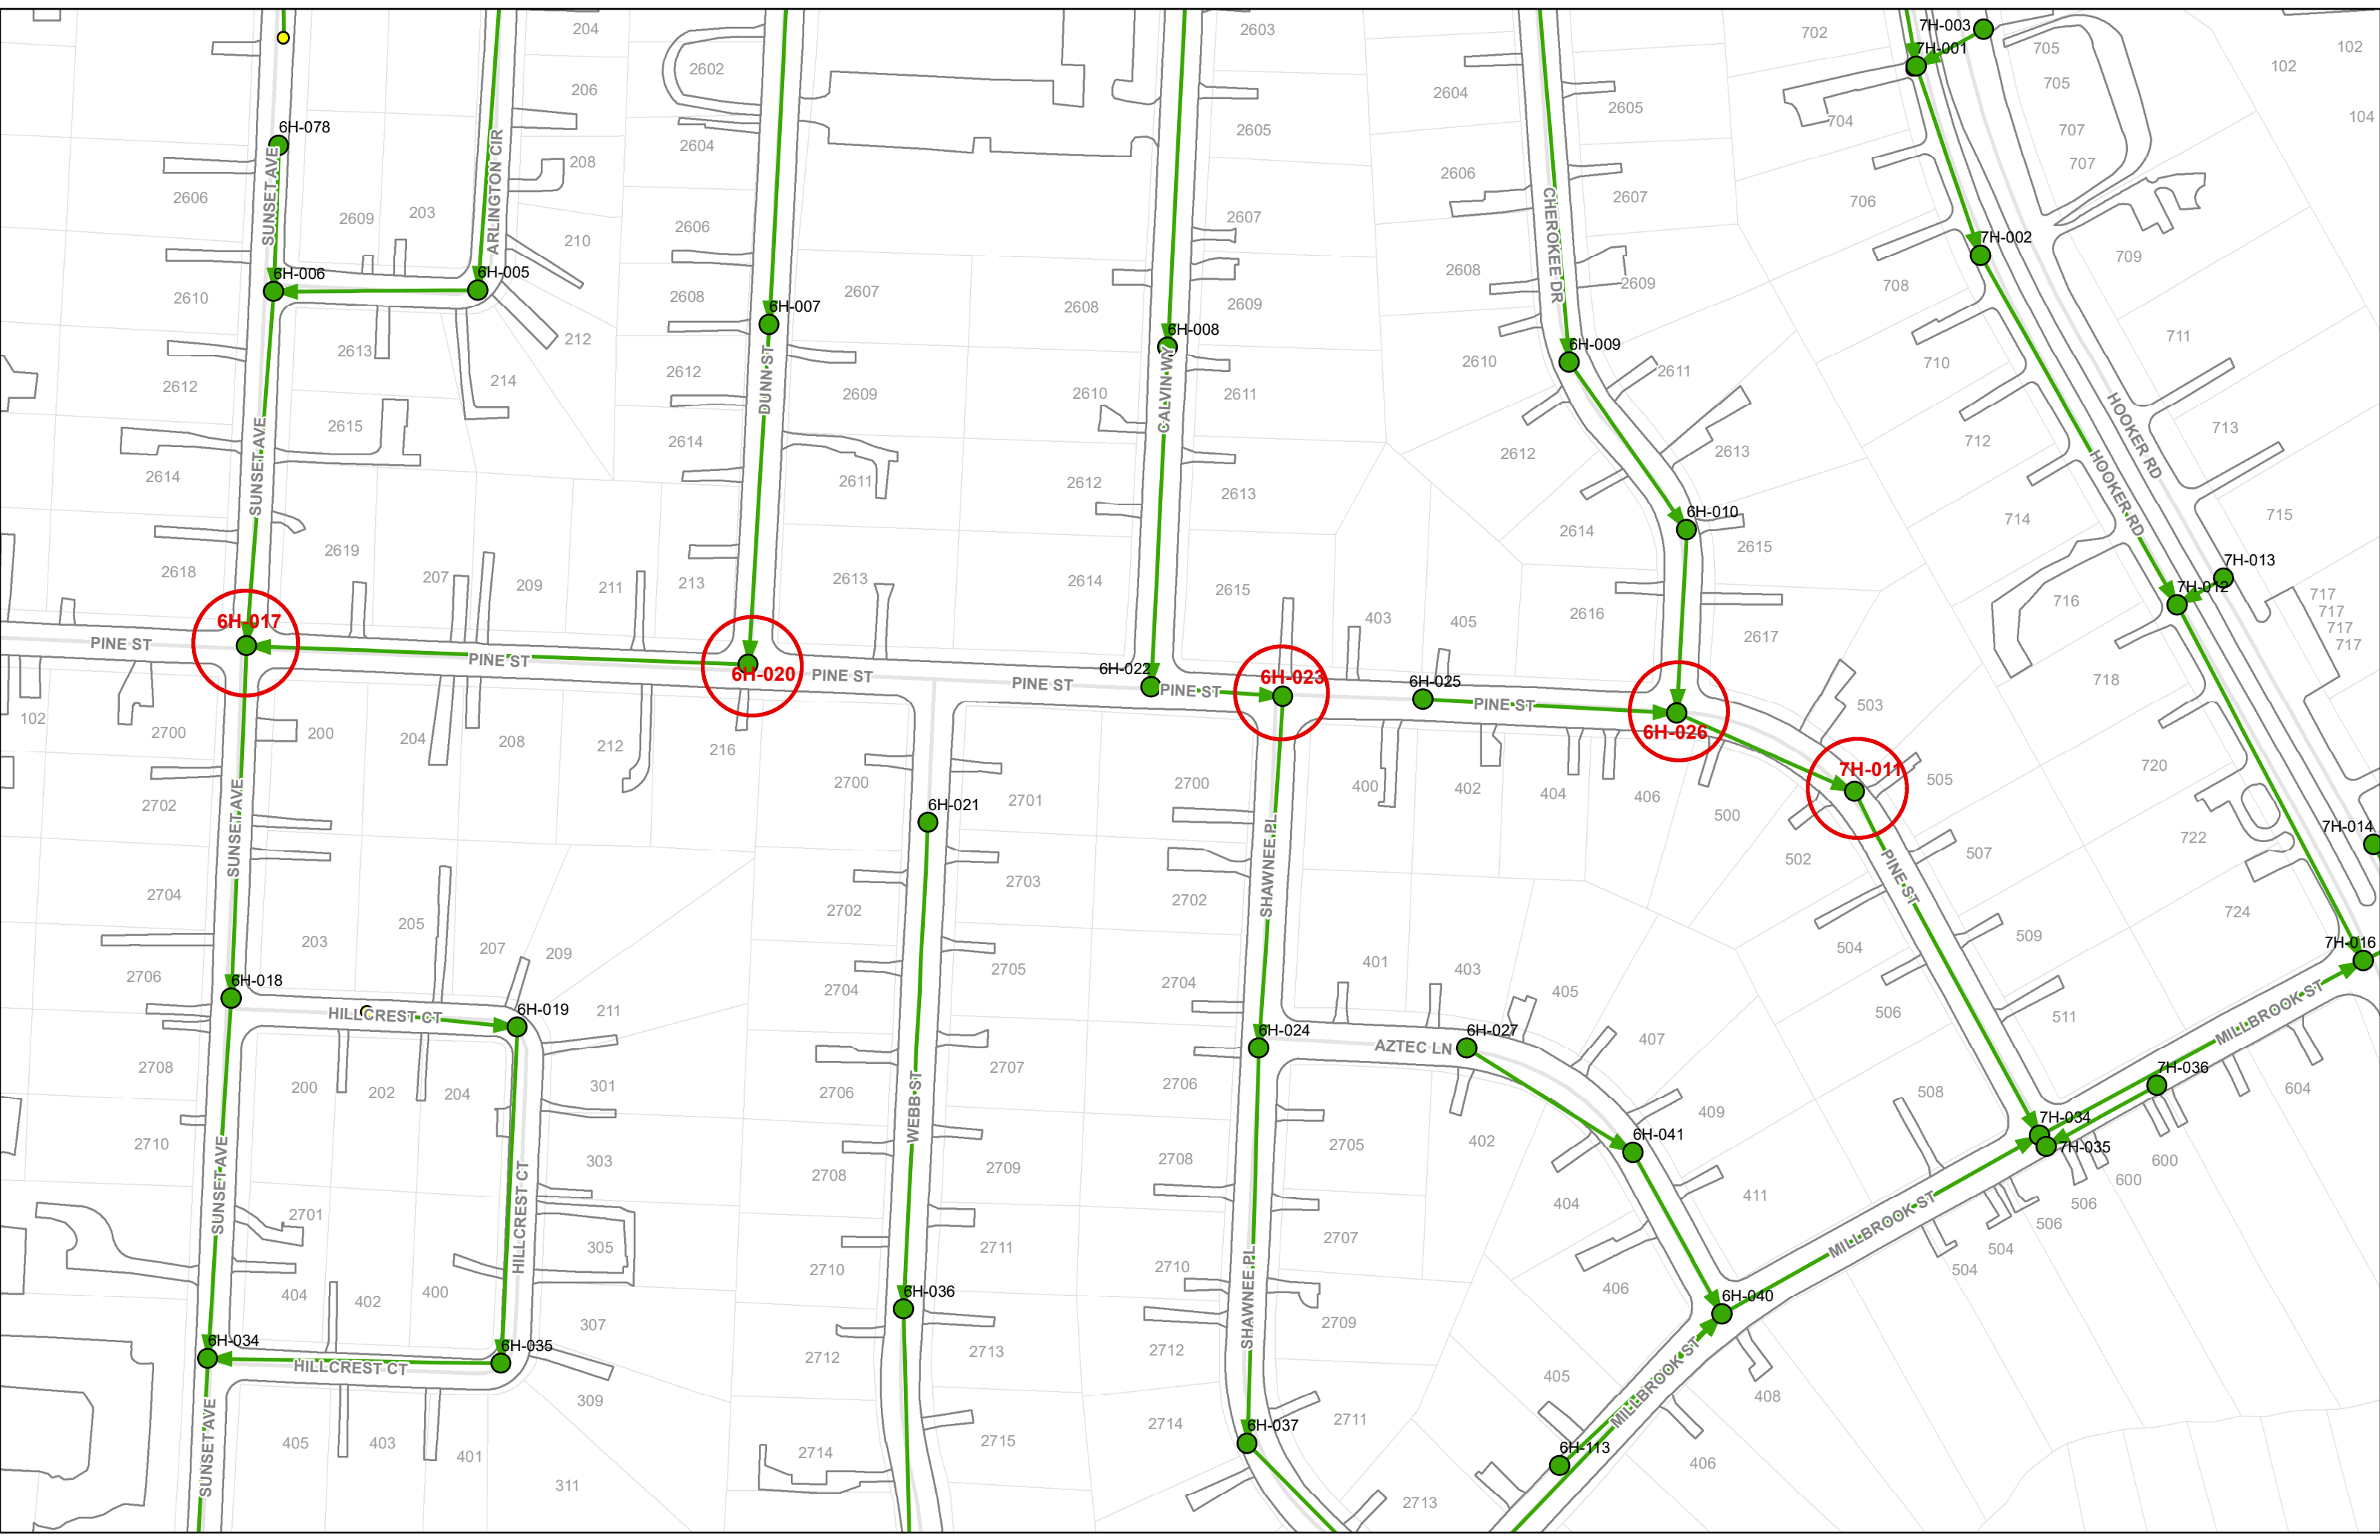 204
2603
702
7H-003
7H-001
705
102
102
2602
206
2604
2605
705
104
6H-078
2604
2605
704
707
707
SUNSET AVE
ARLINGTON CIR
208
2606
2606
203
2609
2607
2607
CHEROKEE DR
706
210
2606
7H-002
709
6H-006
6H-005
2610
2608
2607
2608
2609
2608
2609
708
6H-007
6H-008
6H-009
711
2613
212
2612
214
2612
DUNN ST
2609
2610
CALVIN WY
2611
2610
2611
710
HOOKER RD
2615
2614
713
712
2614
SUNSET AVE
2611
2612
2613
2612
2613
HOOKER RD
6H-010
714
715
2619
2618
207
209
211
213
2613
2614
2615
2614
2615
7H-013
7H-012
716
717
717
717
717
6H-017
403
405
2616
2617
PINE ST
PINE ST
6H-020
PINE ST
PINE ST
6H-022
PINE ST
6H-023
6H-025
PINE ST
6H-026
718
503
102
2700
200
204
208
212
216
2700
2701
2700
400
402
404
406
500
7H-011
505
720
2702
6H-021
SUNSET AVE
SHAWNEE PL
502
507
722
7H-014
2704
2703
2702
2702
PINE ST
724
203
205
207
209
504
509
7H-016
2706
6H-018
2704
2705
2704
401
403
405
HILLCREST CT
6H-019
211
506
511
MILLBROOK ST
6H-024
AZTEC LN
6H-027
407
2708
200
202
204
301
2706
2707
2706
WEBB ST
7H-036
604
508
409
2710
SUNSET AVE
303
2708
2709
2708
2705
402
6H-041
7H-034
7H-035
600
600
HILLCREST CT
2701
305
2711
2707
404
411
MILLBROOK ST
506
506
504
504
2710
2710
404
402
400
307
6H-036
SHAWNEE PL
2709
406
6H-040
6H-034
HILLCREST CT
6H-035
2712
2713
2712
405
MILLBROOK ST
408
SUNSET AVE
309
405
403
401
2714
2715
2714
6H-037
2711
6H-113
406
311
2713